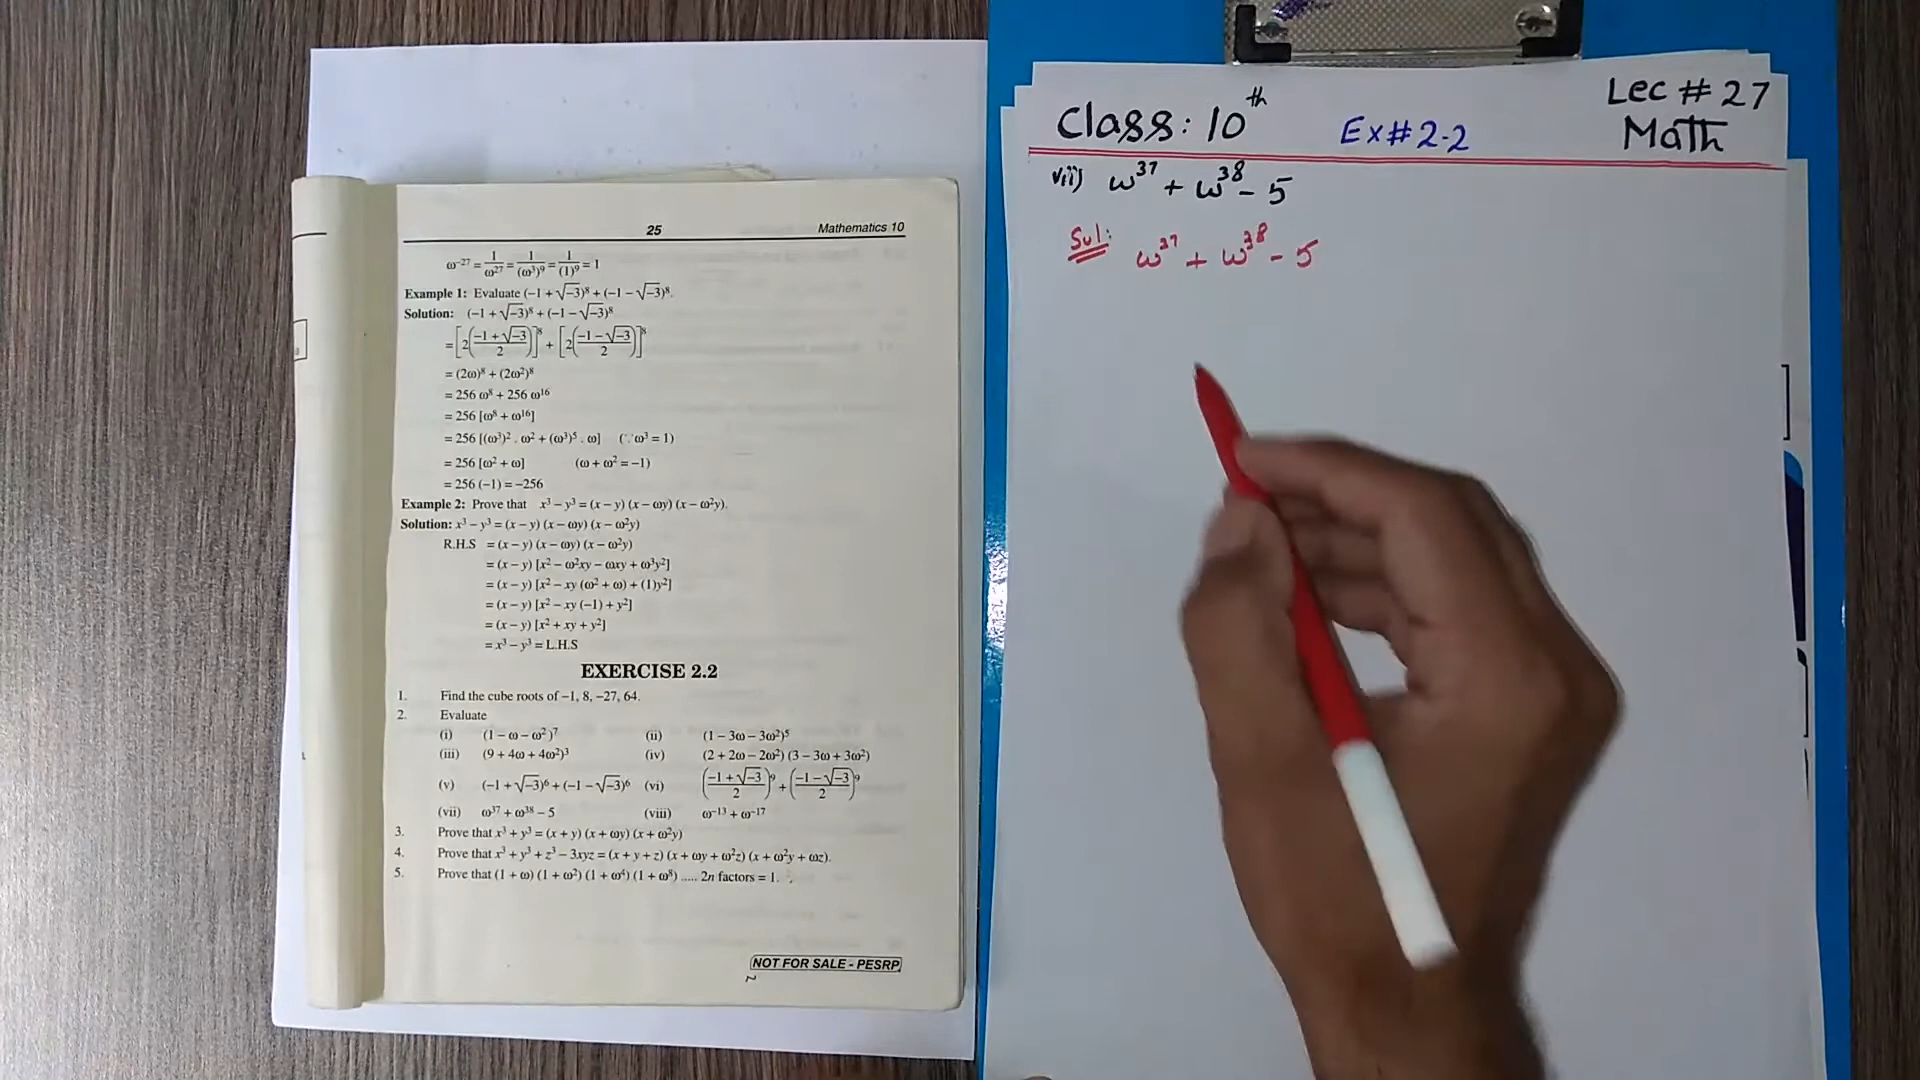 25 Mathematics 10
ω⁻²⁷ = 1/ω²⁷ = 1/(ω³)⁹ = 1/(1)⁹ = 1
Example 1: Evaluate (−1 + √−3)⁸ + (−1 − √−3)⁸.
Solution: (−1 + √−3)⁸ + (−1 − √−3)⁸
= [2((−1 + √−3)/2)]⁸ + [2((−1 − √−3)/2)]⁸
= (2ω)⁸ + (2ω²)⁸
= 256 ω⁸ + 256 ω¹⁶
= 256 [ω⁸ + ω¹⁶]
= 256 [(ω³)² . ω² + (ω³)⁵ . ω] (∵ω³ = 1)
= 256 [ω² + ω] (ω + ω² = −1)
= 256 (−1) = −256
Example 2: Prove that x³ − y³ = (x − y) (x − ωy) (x − ω²y).
Solution: x³ − y³ = (x − y) (x − ωy) (x − ω²y)
R.H.S = (x − y) (x − ωy) (x − ω²y)
= (x − y) [x² − ω²xy − ωxy + ω³y²]
= (x − y) [x² − xy (ω² + ω) + (1)y²]
= (x − y) [x² − xy (−1) + y²]
= (x − y) [x² + xy + y²]
= x³ − y³ = L.H.S
EXERCISE 2.2
1. Find the cube roots of −1, 8, −27, 64.
2. Evaluate
(i) (1 − ω − ω²)⁷ (ii) (1 − 3ω − 3ω²)⁵
(iii) (9 + 4ω + 4ω²)³ (iv) (2 + 2ω − 2ω²) (3 − 3ω + 3ω²)
(v) (−1 + √−3)⁶ + (−1 − √−3)⁶ (vi) ((−1 + √−3)/2)⁹ + ((−1 − √−3)/2)⁹
(vii) ω³⁷ + ω³⁸ − 5 (viii) ω⁻¹³ + ω⁻¹⁷
3. Prove that x³ + y³ = (x + y) (x + ωy) (x + ω²y)
4. Prove that x³ + y³ + z³ − 3xyz = (x + y + z) (x + ωy + ω²z) (x + ω²y + ωz).
5. Prove that (1 + ω) (1 + ω²) (1 + ω⁴) (1 + ω⁸) ..... 2n factors = 1.
NOT FOR SALE - PESRP
Class: 10th Ex# 2.2 Lec # 27
Math
vii) ω³⁷ + ω³⁸ − 5
Sol: ω³⁷ + ω³⁸ − 5